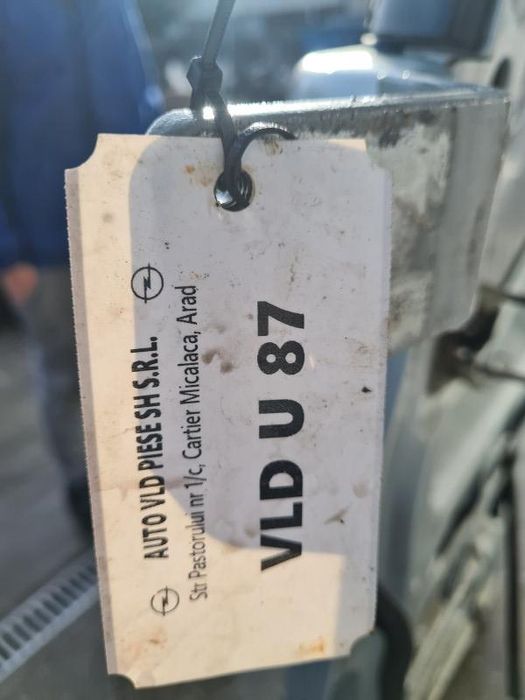 AUTO VLD PIESE SH S.R.L.
Str Pastorului nr 1/c, Cartier Micalaca, Arad
VLD U 87